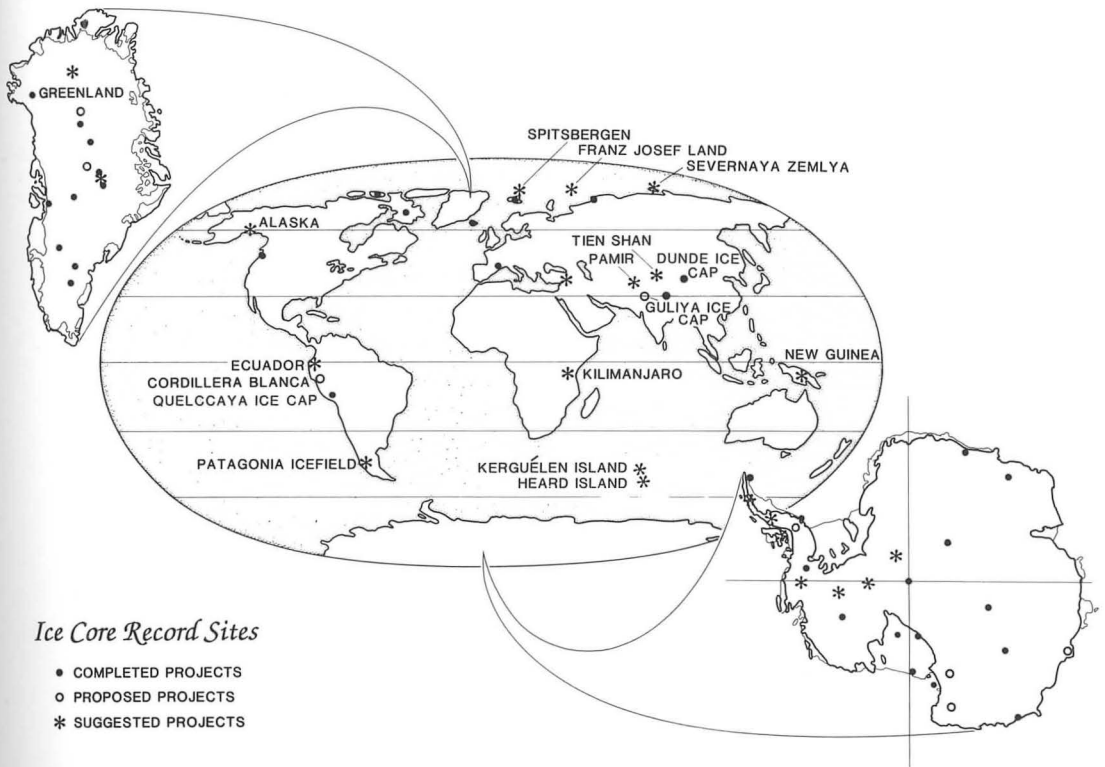 GREENLAND
SPITSBERGEN
FRANZ JOSEF LAND
SEVERNAYA ZEMLYA
ALASKA
TIEN SHAN
PAMIR
DUNDE ICE
CAP
GULIYA ICE
CAP
ECUADOR
CORDILLERA BLANCA
QUELCCAYA ICE CAP
KILIMANJARO
NEW GUINEA
PATAGONIA ICEFIELD
KERGUÉLEN ISLAND
HEARD ISLAND
Ice Core Record Sites
COMPLETED PROJECTS
PROPOSED PROJECTS
SUGGESTED PROJECTS